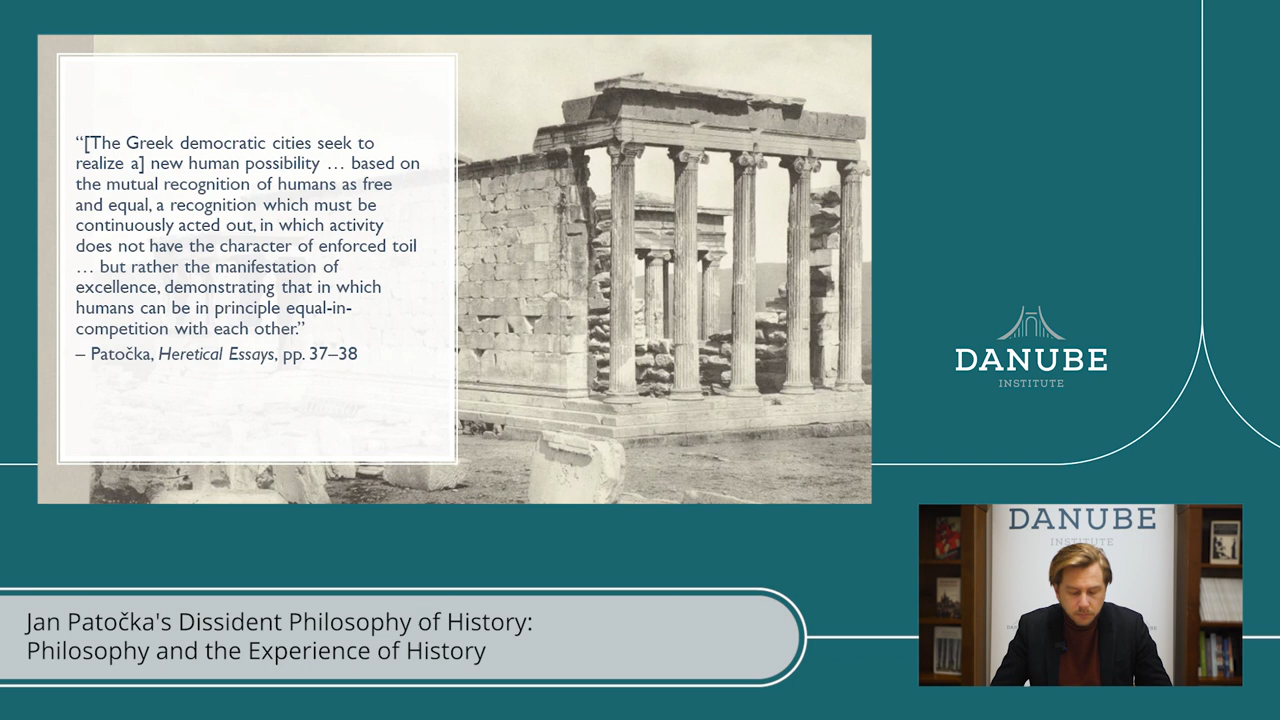 “[The Greek democratic cities seek to
realize a] new human possibility … based on
the mutual recognition of humans as free
and equal, a recognition which must be
continuously acted out, in which activity
does not have the character of enforced toil
… but rather the manifestation of
excellence, demonstrating that in which
humans can be in principle equal-in-
competition with each other.”
– Patočka, Heretical Essays, pp. 37–38
DANUBE
INSTITUTE
DANUBE
INSTITUTE
Jan Patočka's Dissident Philosophy of History:
Philosophy and the Experience of History